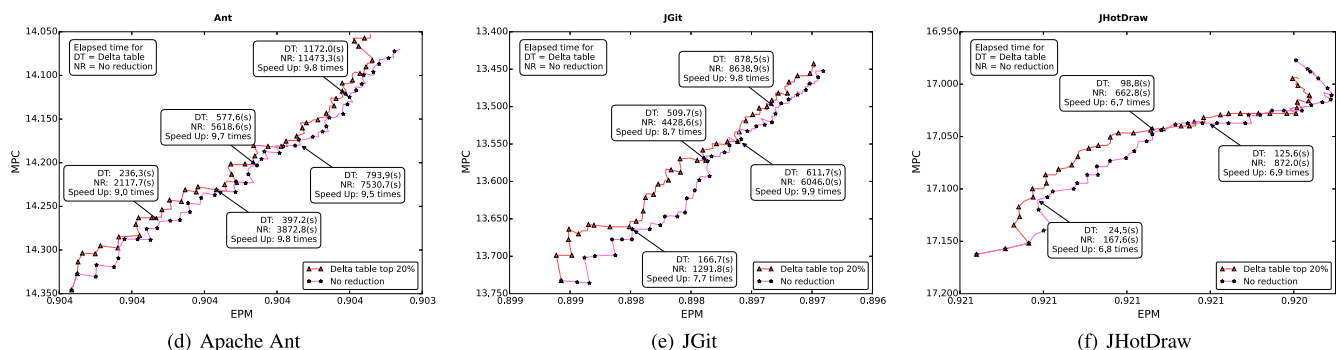 Ant
14.050
14.100
14.150
14.200
14.250
14.300
14.350
MPC
0.904
0.904
0.904
0.904
0.904
0.903
EPM
Elapsed time for
DT = Delta table
NR = No reduction
DT: 1172.0(s)
NR: 11473,3(s)
Speed Up: 9.8 times
DT: 577,6(s)
NR: 5618.6(s)
Speed Up: 9,7 times
DT: 236,3(s)
NR: 2117.7(s)
Speed Up: 9,0 times
DT: 793,9(s)
NR: 7530,7(s)
Speed Up: 9,5 times
DT: 397.2(s)
NR: 3872.8(s)
Speed Up: 9.8 times
Delta table top 20%
No reduction
(d) Apache Ant
JGit
13.400
13.450
13.500
13.550
13.600
13.650
13.700
13.750
MPC
0.899
0.899
0.898
0.898
0.897
0.897
0.896
EPM
Elapsed time for
DT = Delta table
NR = No reduction
DT: 878,5(s)
NR: 8638,9(s)
Speed Up: 9.8 times
DT: 509.7(s)
NR: 4428,6(s)
Speed Up: 8.7 times
DT: 611,7(s)
NR: 6046.0(s)
Speed Up: 9.9 times
DT: 166,7(s)
NR: 1291.8(s)
Speed Up: 7.7 times
Delta table top 20%
No reduction
(e) JGit
JHotDraw
16.950
17.000
17.050
17.100
17.150
17.200
MPC
0.921
0.921
0.921
0.921
0.920
EPM
Elapsed time for
DT = Delta table
NR = No reduction
DT: 98,8(s)
NR: 662,8(s)
Speed Up: 6,7 times
DT: 125.6(s)
NR: 872.0(s)
Speed Up: 6,9 times
DT: 24,5(s)
NR: 167.6(s)
Speed Up: 6,8 times
Delta table top 20%
No reduction
(f) JHotDraw